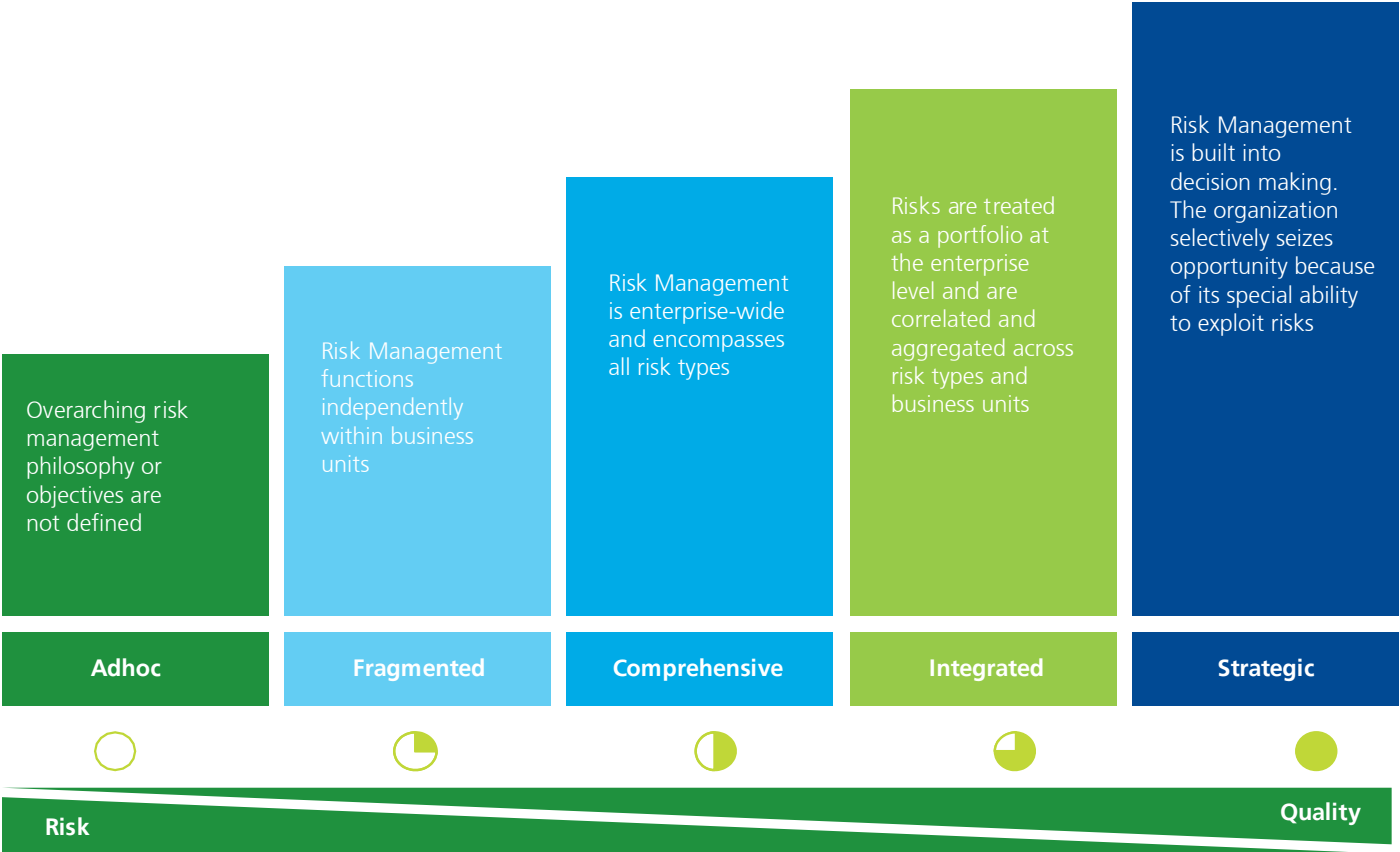 Overarching risk
management
philosophy or
objectives are
not defined
Risk Management
functions
independently
within business
units
Risk Management
is enterprise-wide
and encompasses
all risk types
Risks are treated
as a portfolio at
the enterprise
level and are
correlated and
aggregated across
risk types and
business units
Risk Management
is built into
decision making.
The organization
selectively seizes
opportunity because
of its special ability
to exploit risks
Adhoc
Fragmented
Comprehensive
Integrated
Strategic
Risk
Quality